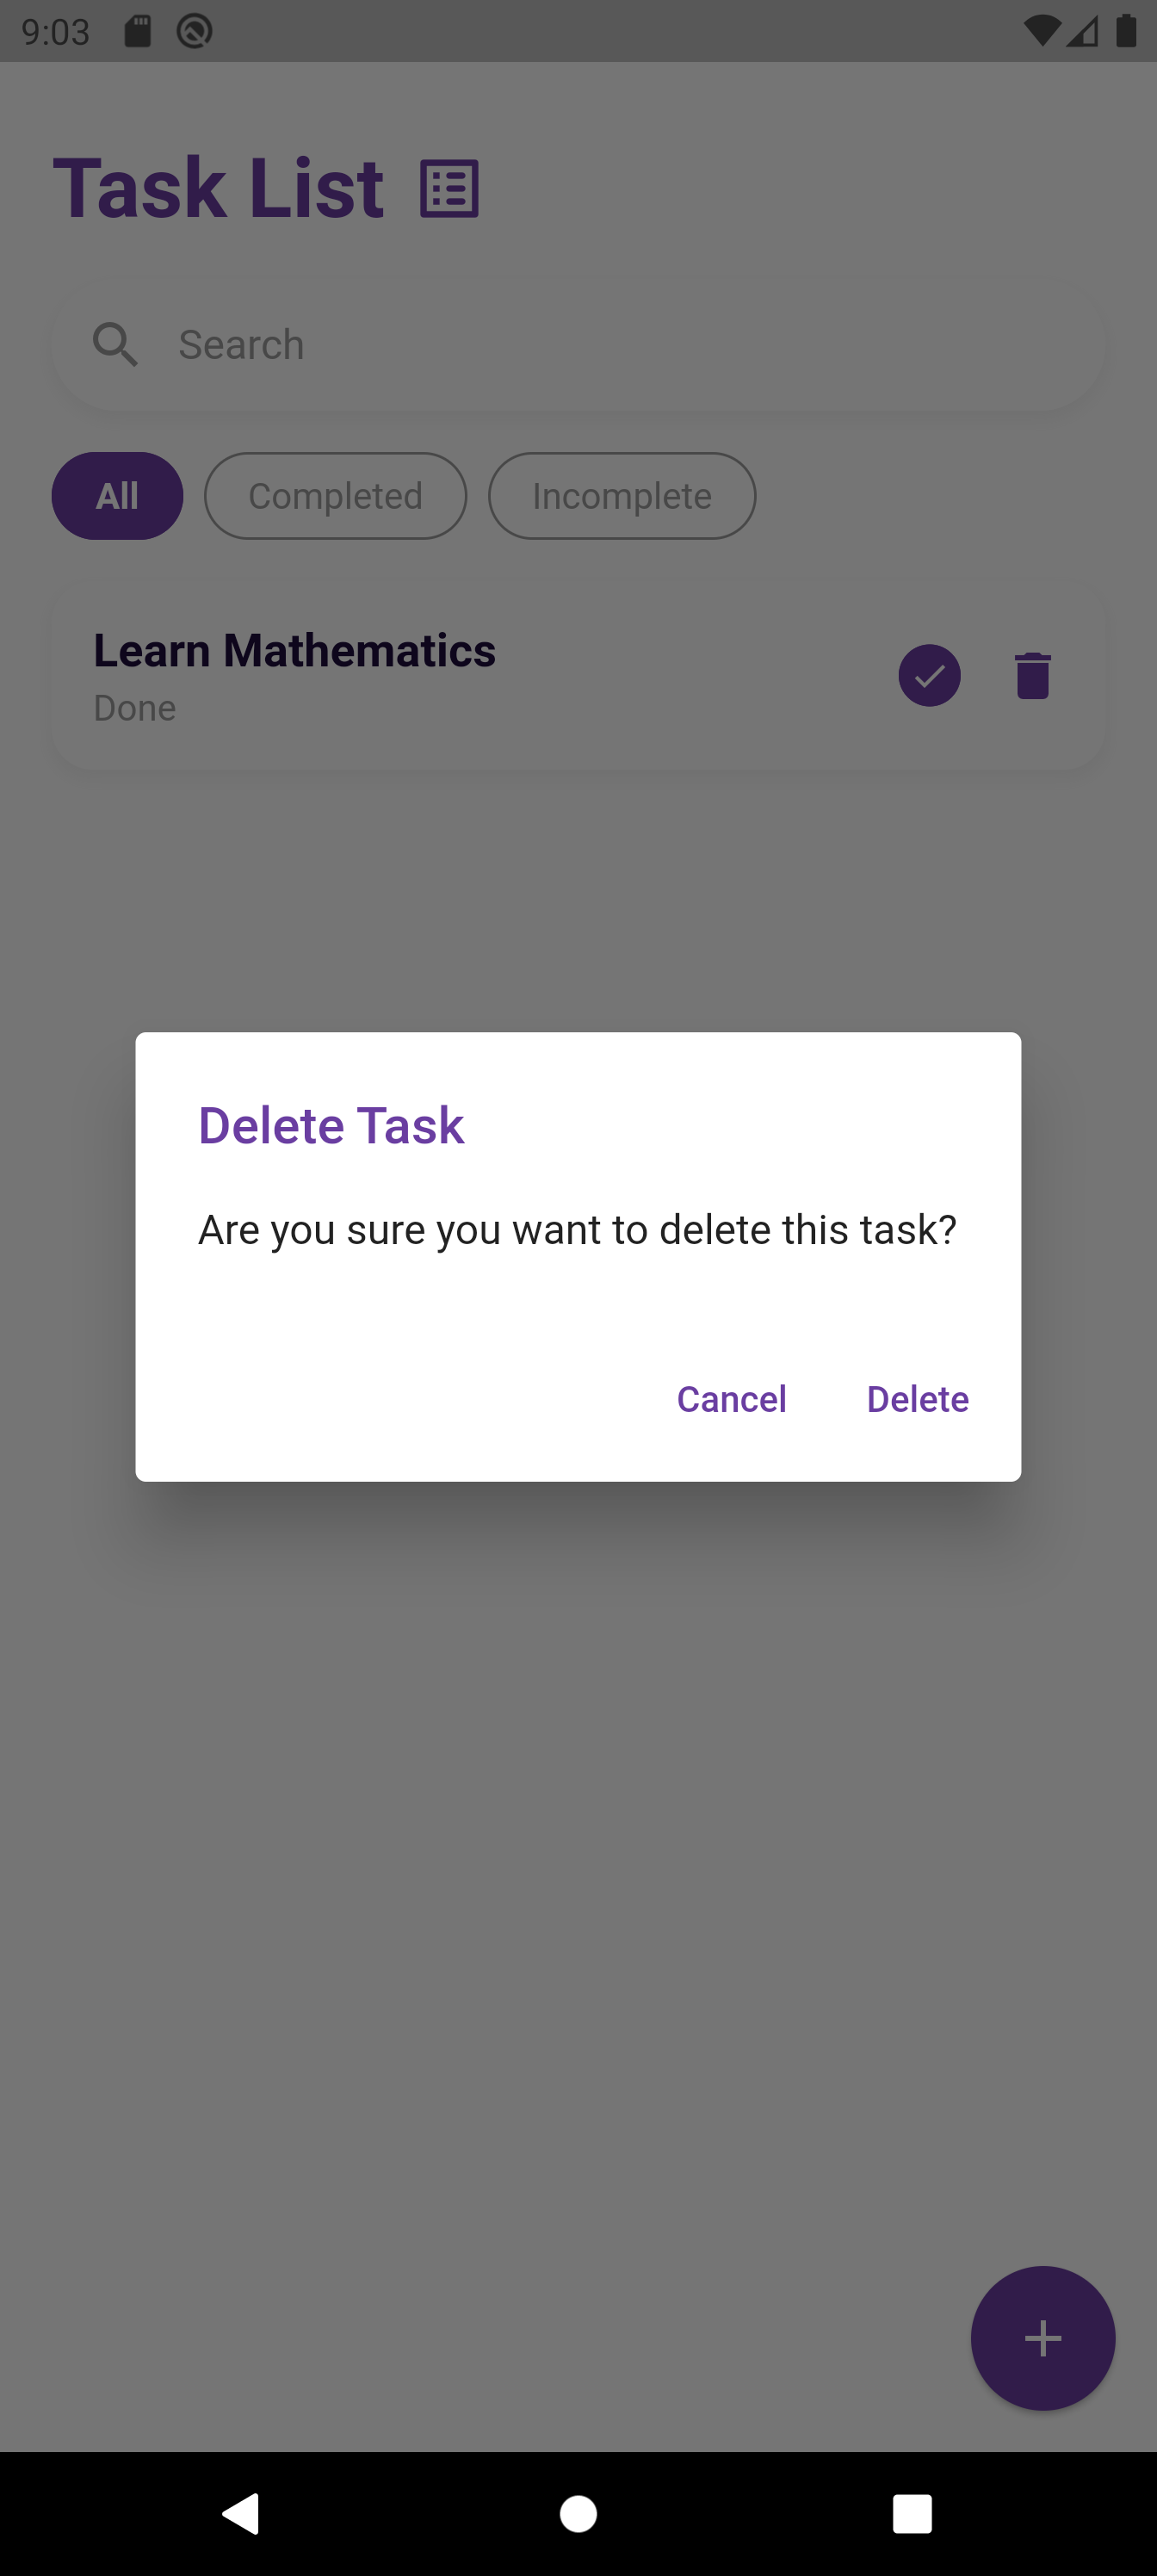 9:03
Task List
Search
All Completed Incomplete
Learn Mathematics
Done
Delete Task
Are you sure you want to delete this task?
Cancel Delete